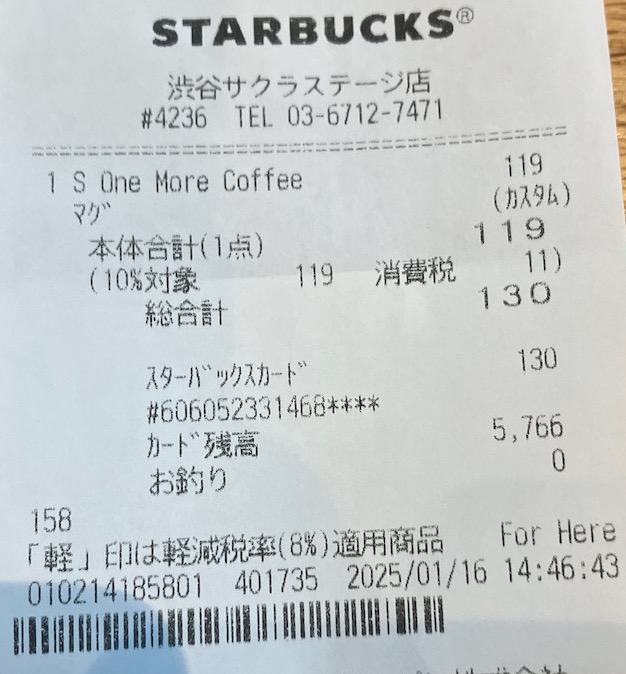 STARBUCKS®
渋谷サクラステージ店
#4236 TEL 03-6712-7471
1 S One More Coffee 119
マグ (カスタム)
本体合計(1点) 119
(10%対象 119 消費税 11)
総合計 130
スターバックスカード 130
#606052331468****
カード残高 5,766
お釣り 0
158
「軽」印は軽減税率(8%)適用商品 For Here
010214185801 401735 2025/01/16 14:46:43